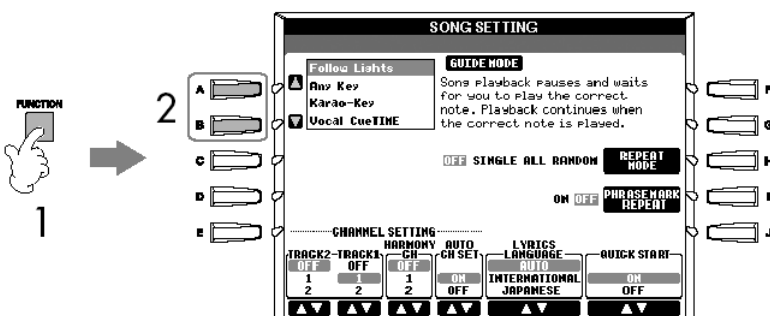 SONG SETTING
Follow Lights
Any Key
Karao-Key
Vocal CueTIME
GUIDE MODE
Song playback pauses and waits
for you to play the correct
note. Playback continues when
the correct note is played.
FUNCTION
1
2
A
B
C
D
E
F
G
H
I
J
OFF SINGLE ALL RANDOM
REPEAT
MODE
ON OFF
PHRASE MARK
REPEAT
CHANNEL SETTING
TRACK2
OFF
1
2
TRACK1
OFF
1
2
HARMONY
CH
OFF
1
2
AUTO
CH SET
ON
OFF
LYRICS
LANGUAGE
AUTO
INTERNATIONAL
JAPANESE
QUICK START
ON
OFF